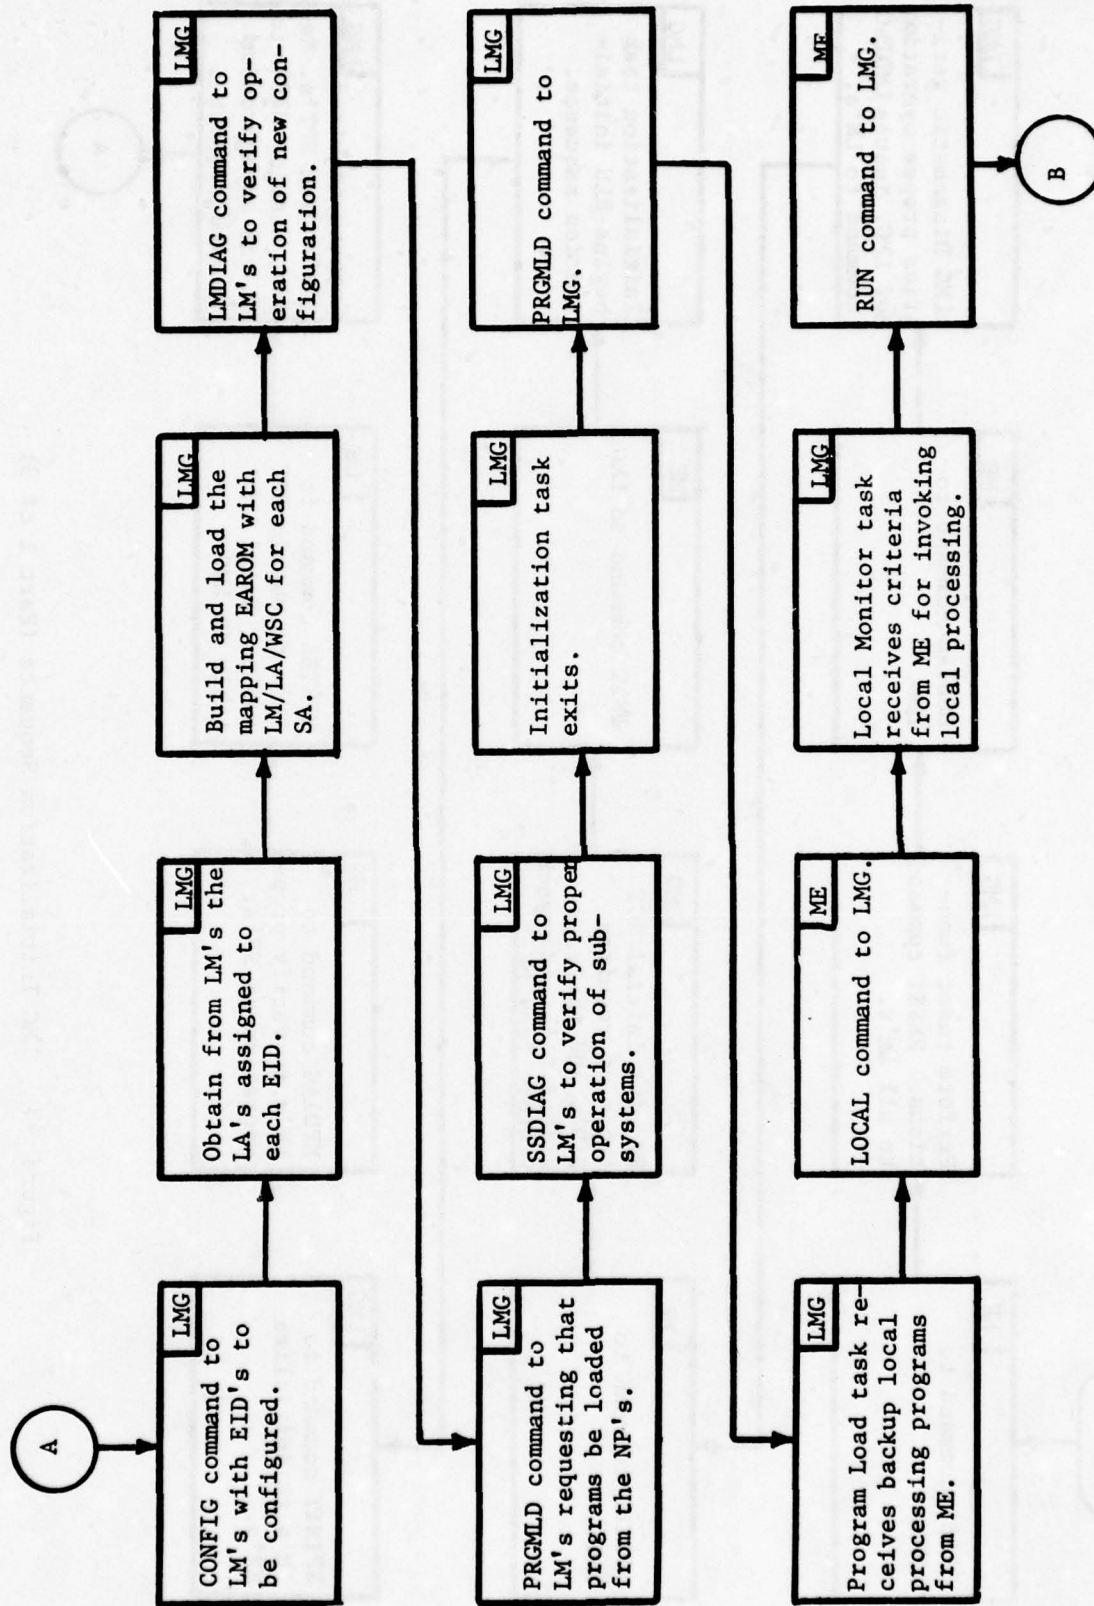 A
LMG
CONFIG command to
LM's with EID's to
be configured.
LMG
Obtain from LM's the
LA's assigned to
each EID.
LMG
Build and load the
mapping EAROM with
LM/LA/WSC for each
SA.
LMG
LMDIAG command to
LM's to verify op-
eration of new con-
figuration.
LMG
PRGMLD command to
LM's requesting that
programs be loaded
from the NP's.
LMG
SSDIAG command to
LM's to verify proper
operation of sub-
systems.
LMG
Initialization task
exits.
LMG
PRGMLD command to
LMG.
LMG
Program Load task re-
ceives backup local
processing programs
from ME.
ME
LOCAL command to LMG.
LMG
Local Monitor task
receives criteria
from ME for invoking
local processing.
ME
RUN command to LMG.
B